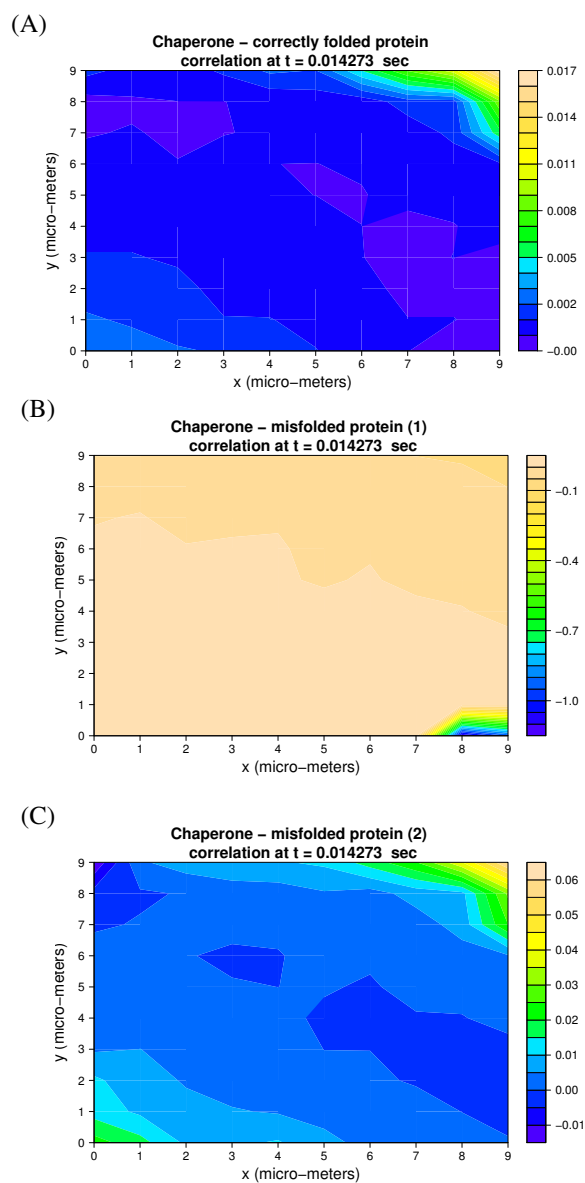 (A)
Chaperone − correctly folded protein
correlation at t = 0.014273 sec
9
8
7
6
5
4
3
2
1
0
y (micro−meters)
0 1 2 3 4 5 6 7 8 9
x (micro−meters)
0.017
0.014
0.011
0.008
0.005
0.002
−0.00
(B)
Chaperone − misfolded protein (1)
correlation at t = 0.014273 sec
9
8
7
6
5
4
3
2
1
0
y (micro−meters)
0 1 2 3 4 5 6 7 8 9
x (micro−meters)
−0.1
−0.4
−0.7
−1.0
(C)
Chaperone − misfolded protein (2)
correlation at t = 0.014273 sec
9
8
7
6
5
4
3
2
1
0
y (micro−meters)
0 1 2 3 4 5 6 7 8 9
x (micro−meters)
0.06
0.05
0.04
0.03
0.02
0.01
0.00
−0.01